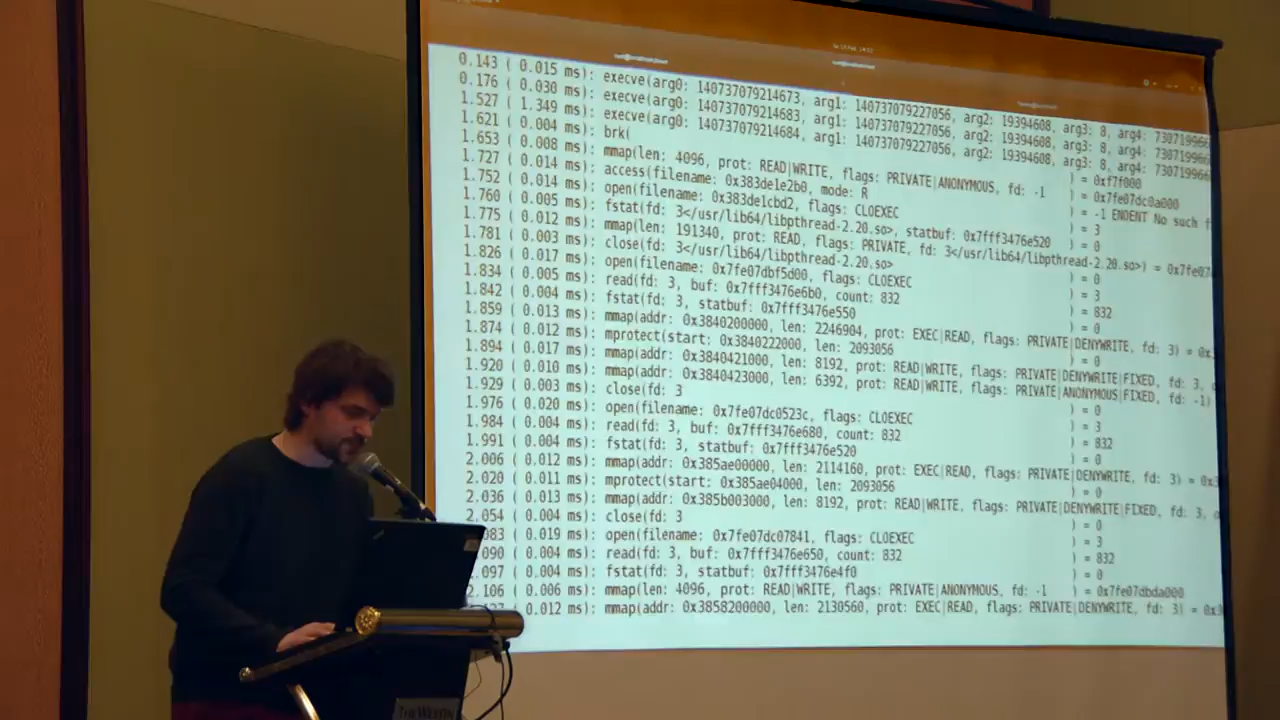 0.143 ( 0.015 ms): execve(arg0: 140737079214673, arg1: 140737079227056, arg2: 19394608, arg3: 8, arg4: 730719966
0.176 ( 0.030 ms): execve(arg0: 140737079214683, arg1: 140737079227056, arg2: 19394608, arg3: 8, arg4: 730719966
1.527 ( 1.349 ms): execve(arg0: 140737079214684, arg1: 140737079227056, arg2: 19394608, arg3: 8, arg4: 730719966
1.621 ( 0.004 ms): brk( ) = 0xf7f000
1.653 ( 0.008 ms): mmap(len: 4096, prot: READ|WRITE, flags: PRIVATE|ANONYMOUS, fd: -1 ) = 0x7fe07dc0a000
1.727 ( 0.014 ms): access(filename: 0x383de1e2b0, mode: R ) = -1 ENOENT No such f
1.752 ( 0.014 ms): open(filename: 0x383de1cbd2, flags: CLOEXEC ) = 3
1.760 ( 0.005 ms): fstat(fd: 3</usr/lib64/libpthread-2.20.so>, statbuf: 0x7fff3476e520 ) = 0
1.775 ( 0.012 ms): mmap(len: 191340, prot: READ, flags: PRIVATE, fd: 3</usr/lib64/libpthread-2.20.so>) = 0x7fe07
1.781 ( 0.003 ms): close(fd: 3</usr/lib64/libpthread-2.20.so> ) = 0
1.826 ( 0.017 ms): open(filename: 0x7fe07dbf5d00, flags: CLOEXEC ) = 3
1.834 ( 0.005 ms): read(fd: 3, buf: 0x7fff3476e6b0, count: 832 ) = 832
1.842 ( 0.004 ms): fstat(fd: 3, statbuf: 0x7fff3476e550 ) = 0
1.859 ( 0.013 ms): mmap(addr: 0x3840200000, len: 2246904, prot: EXEC|READ, flags: PRIVATE|DENYWRITE, fd: 3) = 0x
1.874 ( 0.012 ms): mprotect(start: 0x3840222000, len: 2093056 ) = 0
1.894 ( 0.017 ms): mmap(addr: 0x3840421000, len: 8192, prot: READ|WRITE, flags: PRIVATE|DENYWRITE|FIXED, fd: 3,
1.920 ( 0.010 ms): mmap(addr: 0x3840423000, len: 6392, prot: READ|WRITE, flags: PRIVATE|ANONYMOUS|FIXED, fd: -1)
1.929 ( 0.003 ms): close(fd: 3 ) = 0
1.976 ( 0.020 ms): open(filename: 0x7fe07dc0523c, flags: CLOEXEC ) = 3
1.984 ( 0.004 ms): read(fd: 3, buf: 0x7fff3476e680, count: 832 ) = 832
1.991 ( 0.004 ms): fstat(fd: 3, statbuf: 0x7fff3476e520 ) = 0
2.006 ( 0.012 ms): mmap(addr: 0x385ae00000, len: 2114160, prot: EXEC|READ, flags: PRIVATE|DENYWRITE, fd: 3) = 0x3
2.020 ( 0.011 ms): mprotect(start: 0x385ae04000, len: 2093056 ) = 0
2.036 ( 0.013 ms): mmap(addr: 0x385b003000, len: 8192, prot: READ|WRITE, flags: PRIVATE|DENYWRITE|FIXED, fd: 3,
2.054 ( 0.004 ms): close(fd: 3 ) = 0
083 ( 0.019 ms): open(filename: 0x7fe07dc07841, flags: CLOEXEC ) = 3
090 ( 0.004 ms): read(fd: 3, buf: 0x7fff3476e650, count: 832 ) = 832
.097 ( 0.004 ms): fstat(fd: 3, statbuf: 0x7fff3476e4f0 ) = 0
2.106 ( 0.006 ms): mmap(len: 4096, prot: READ|WRITE, flags: PRIVATE|ANONYMOUS, fd: -1 ) = 0x7fe07dbda000
( 0.012 ms): mmap(addr: 0x3858200000, len: 2130560, prot: EXEC|READ, flags: PRIVATE|DENYWRITE, fd: 3) = 0x3
THE WESTIN